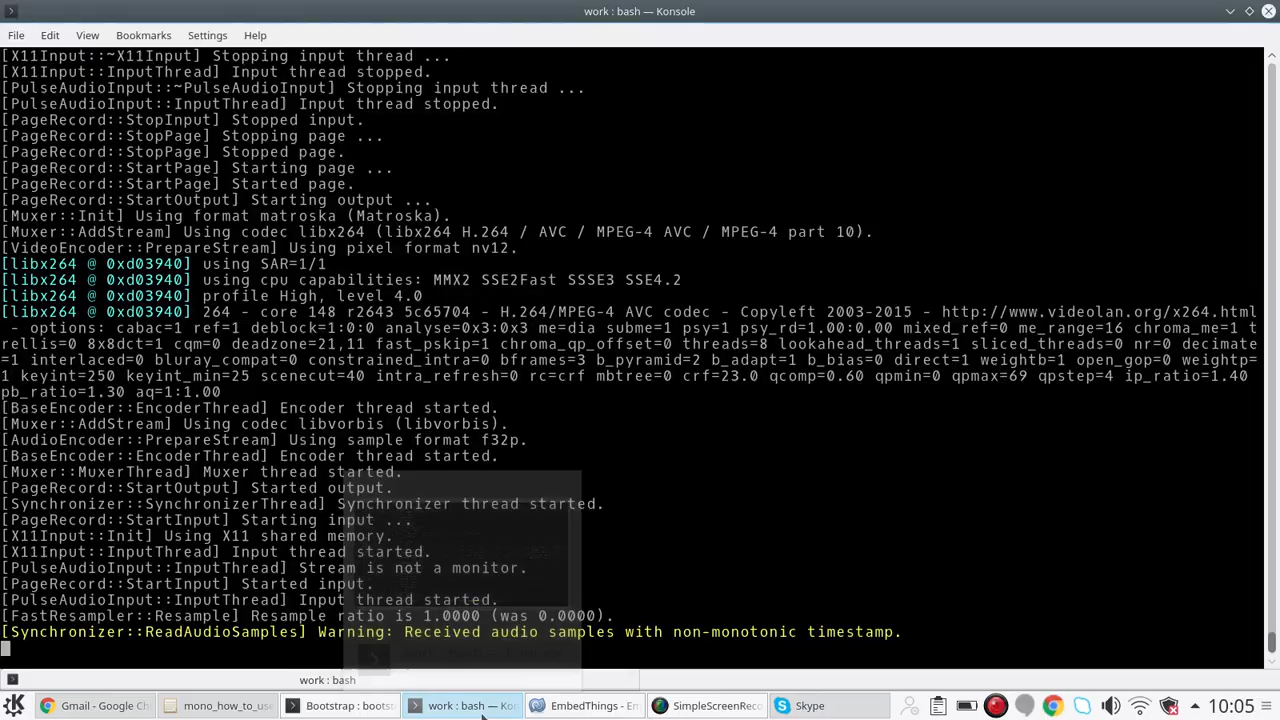 work : bash — Konsole
File Edit View Bookmarks Settings Help
[X11Input::~X11Input] Stopping input thread ...
[X11Input::InputThread] Input thread stopped.
[PulseAudioInput::~PulseAudioInput] Stopping input thread ...
[PulseAudioInput::InputThread] Input thread stopped.
[PageRecord::StopInput] Stopped input.
[PageRecord::StopPage] Stopping page ...
[PageRecord::StopPage] Stopped page.
[PageRecord::StartPage] Starting page ...
[PageRecord::StartPage] Started page.
[PageRecord::StartOutput] Starting output ...
[Muxer::Init] Using format matroska (Matroska).
[Muxer::AddStream] Using codec libx264 (libx264 H.264 / AVC / MPEG-4 AVC / MPEG-4 part 10).
[VideoEncoder::PrepareStream] Using pixel format nv12.
[libx264 @ 0xd03940] using SAR=1/1
[libx264 @ 0xd03940] using cpu capabilities: MMX2 SSE2Fast SSSE3 SSE4.2
[libx264 @ 0xd03940] profile High, level 4.0
[libx264 @ 0xd03940] 264 - core 148 r2643 5c65704 - H.264/MPEG-4 AVC codec - Copyleft 2003-2015 - http://www.videolan.org/x264.html
- options: cabac=1 ref=1 deblock=1:0:0 analyse=0x3:0x3 me=dia subme=1 psy=1 psy_rd=1.00:0.00 mixed_ref=0 me_range=16 chroma_me=1 t
rellis=0 8x8dct=1 cqm=0 deadzone=21,11 fast_pskip=1 chroma_qp_offset=0 threads=8 lookahead_threads=1 sliced_threads=0 nr=0 decimate
=1 interlaced=0 bluray_compat=0 constrained_intra=0 bframes=3 b_pyramid=2 b_adapt=1 b_bias=0 direct=1 weightb=1 open_gop=0 weightp=
1 keyint=250 keyint_min=25 scenecut=40 intra_refresh=0 rc=crf mbtree=0 crf=23.0 qcomp=0.60 qpmin=0 qpmax=69 qpstep=4 ip_ratio=1.40
pb_ratio=1.30 aq=1:1.00
[BaseEncoder::EncoderThread] Encoder thread started.
[Muxer::AddStream] Using codec libvorbis (libvorbis).
[AudioEncoder::PrepareStream] Using sample format f32p.
[BaseEncoder::EncoderThread] Encoder thread started.
[Muxer::MuxerThread] Muxer thread started.
[PageRecord::StartOutput] Started output.
[Synchronizer::SynchronizerThread] Synchronizer thread started.
[PageRecord::StartInput] Starting input ...
[X11Input::Init] Using X11 shared memory.
[X11Input::InputThread] Input thread started.
[PulseAudioInput::InputThread] Stream is not a monitor.
[PageRecord::StartInput] Started input.
[PulseAudioInput::InputThread] Input thread started.
[FastResampler::Resample] Resample ratio is 1.0000 (was 0.0000).
[Synchronizer::ReadAudioSamples] Warning: Received audio samples with non-monotonic timestamp.
work : bash
Gmail - Google Ch mono_how_to_use Bootstrap : boots work : bash — Ko EmbedThings - Em SimpleScreenReco Skype 10:05